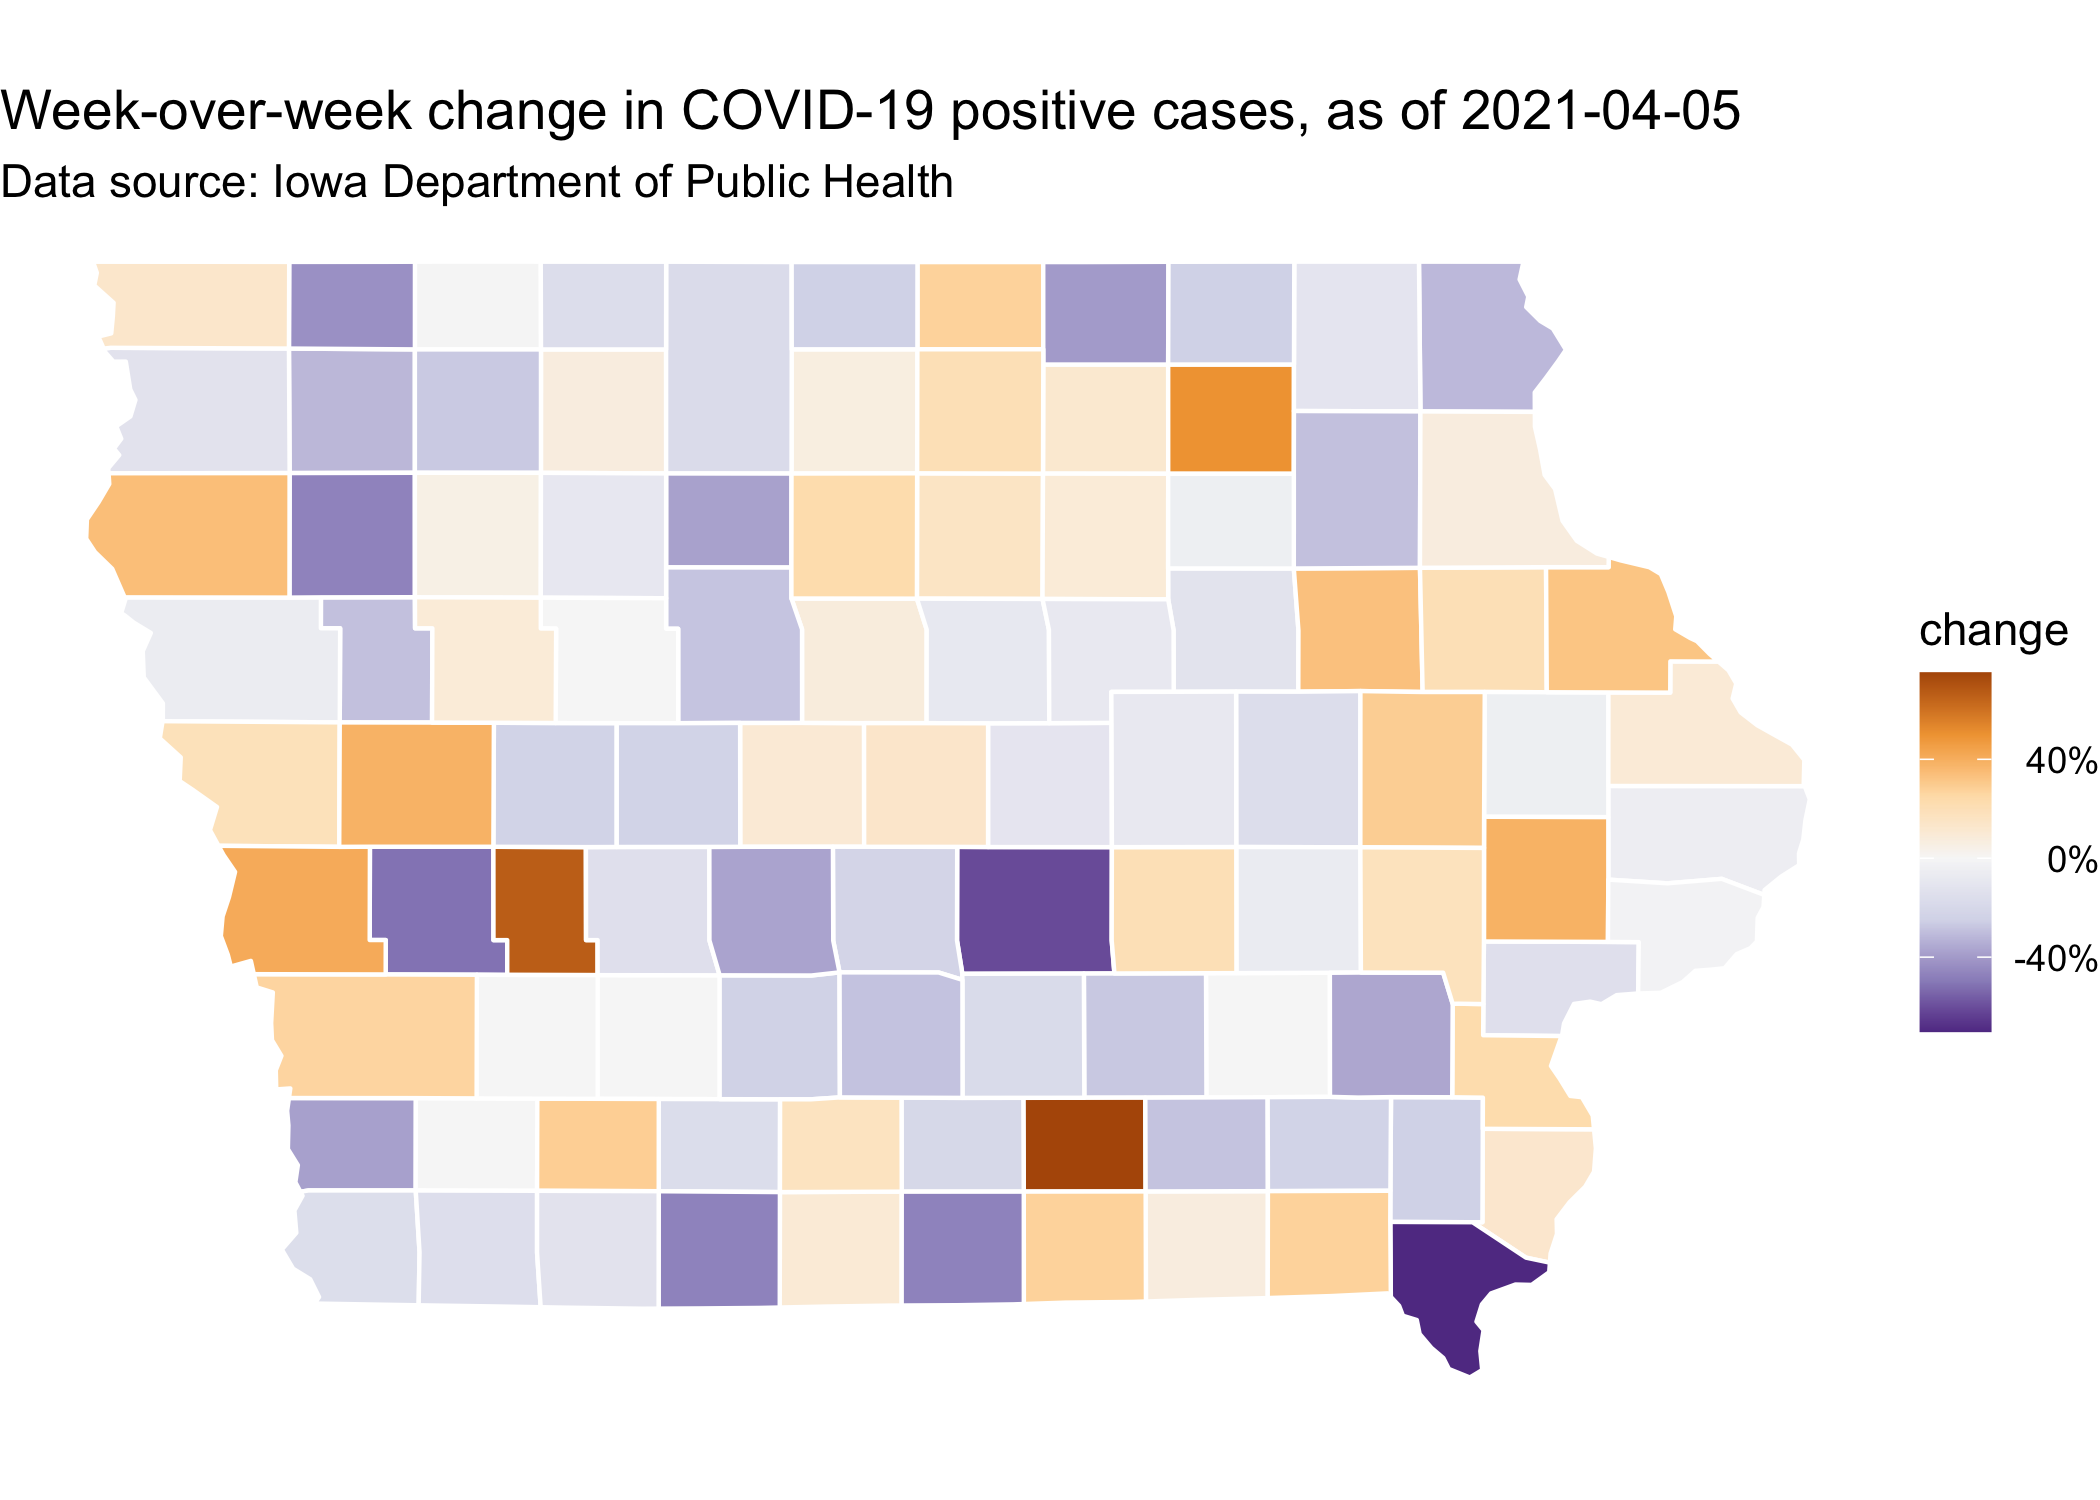 Week-over-week change in COVID-19 positive cases, as of 2021-04-05
Data source: Iowa Department of Public Health
change
40%
0%
-40%